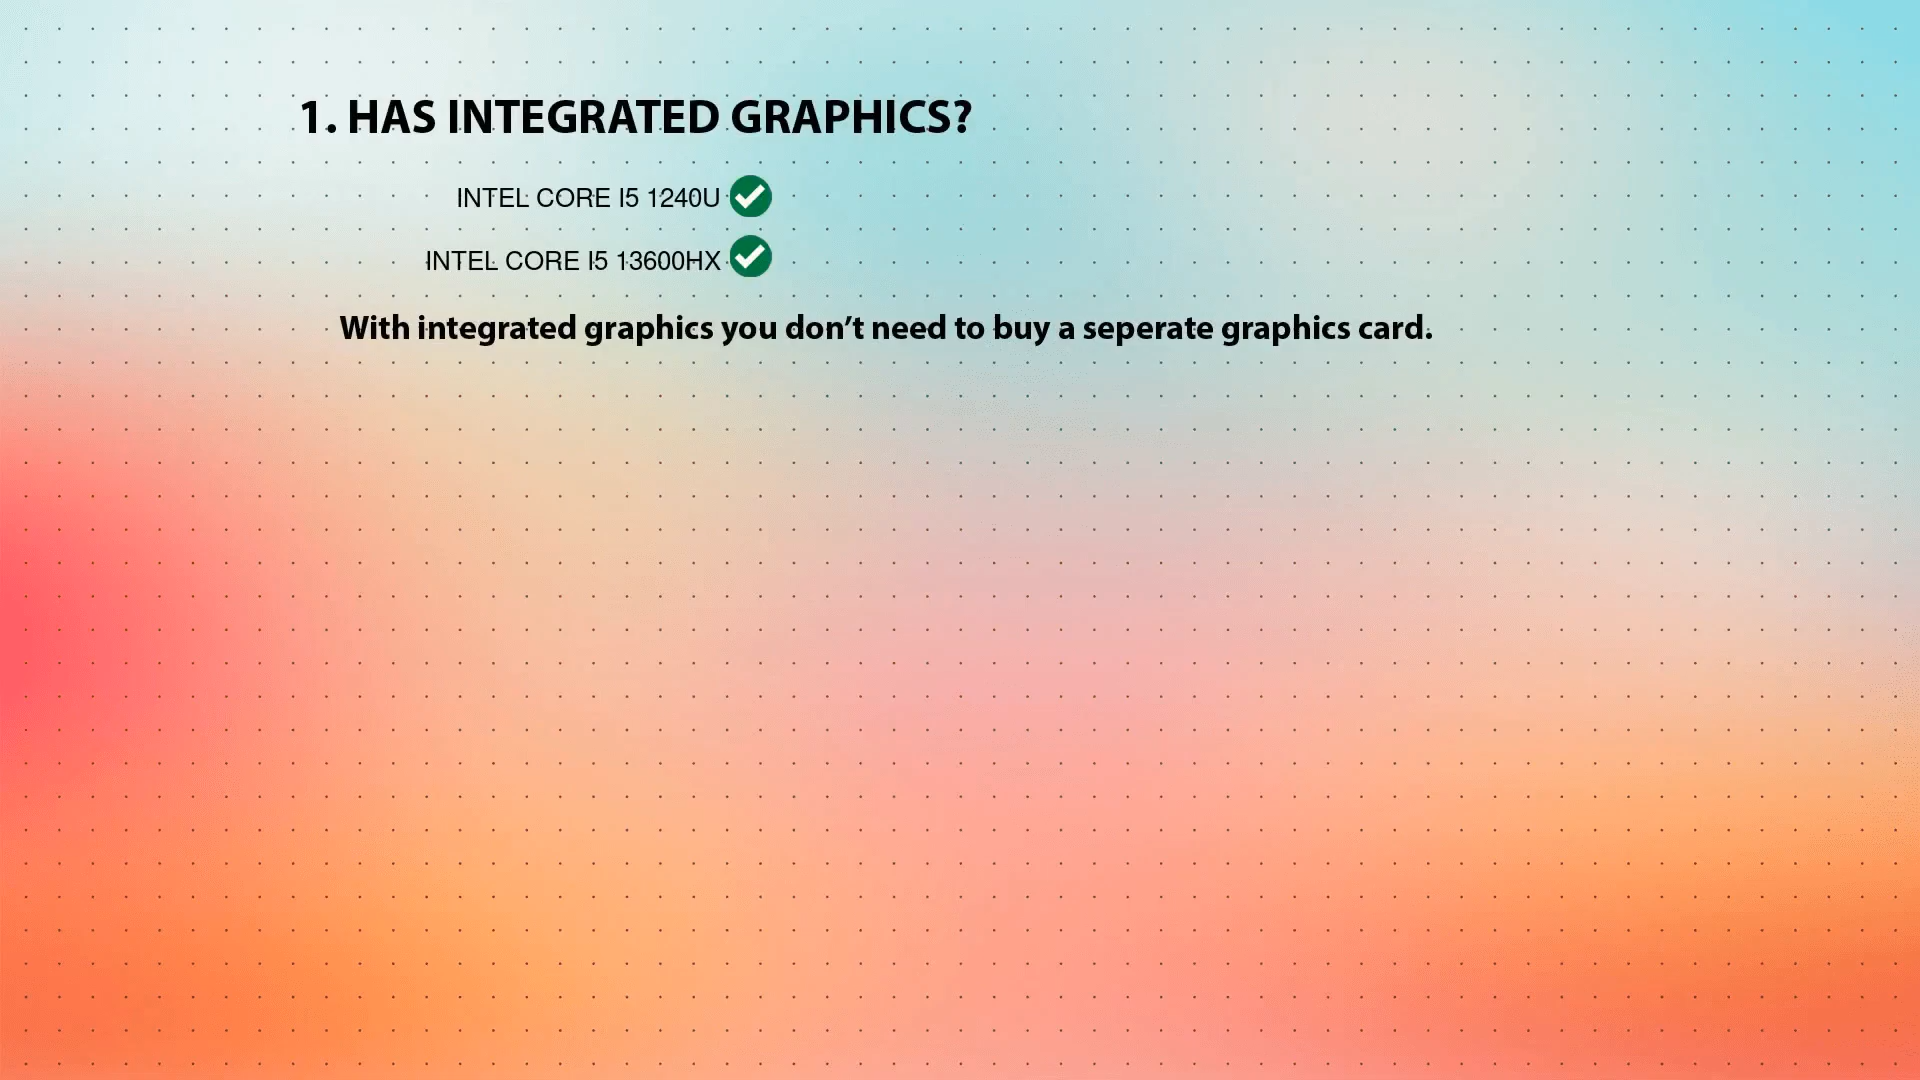 1. HAS INTEGRATED GRAPHICS?
INTEL CORE I5 1240U
INTEL CORE I5 13600HX
With integrated graphics you don’t need to buy a seperate graphics card.